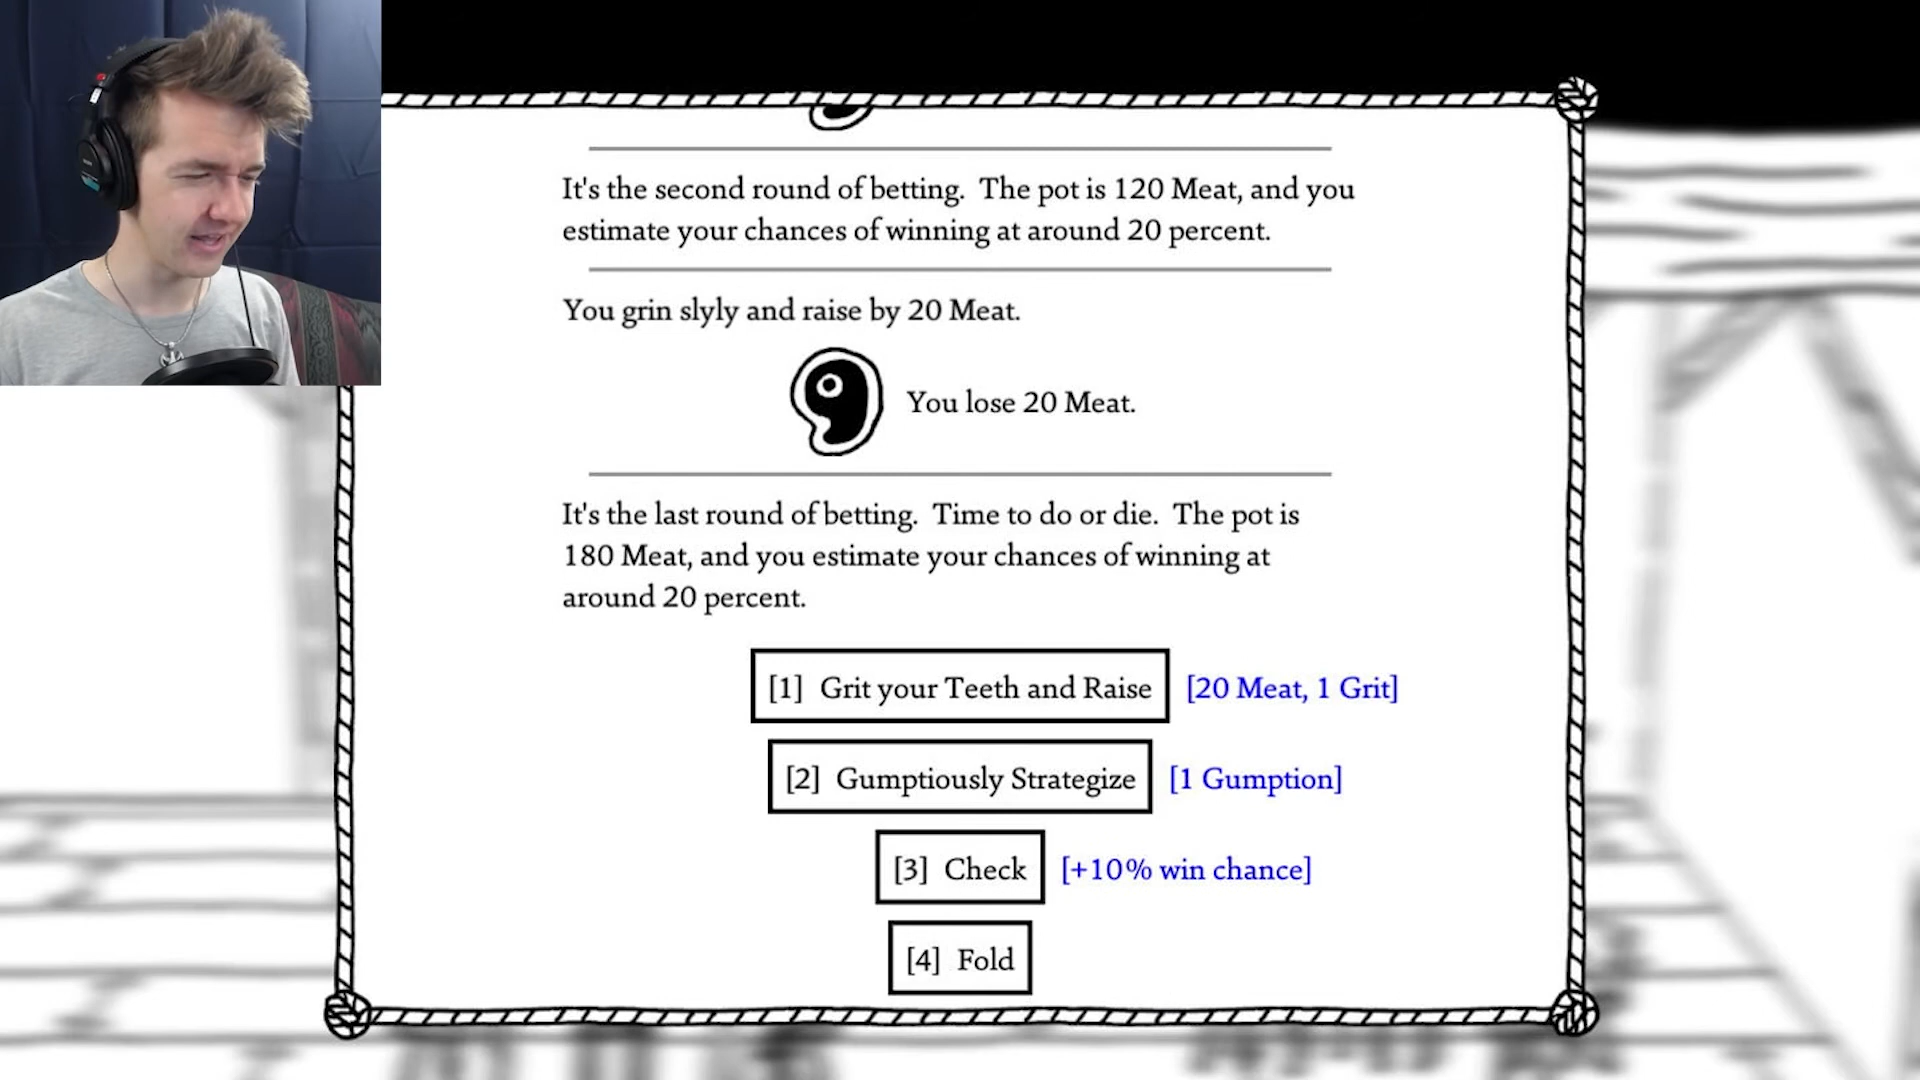 It's the second round of betting.  The pot is 120 Meat, and you
estimate your chances of winning at around 20 percent.
You grin slyly and raise by 20 Meat.
You lose 20 Meat.
It's the last round of betting.  Time to do or die.  The pot is
180 Meat, and you estimate your chances of winning at
around 20 percent.
[1]  Grit your Teeth and Raise [20 Meat, 1 Grit]
[2]  Gumptiously Strategize [1 Gumption]
[3]  Check [+10% win chance]
[4]  Fold